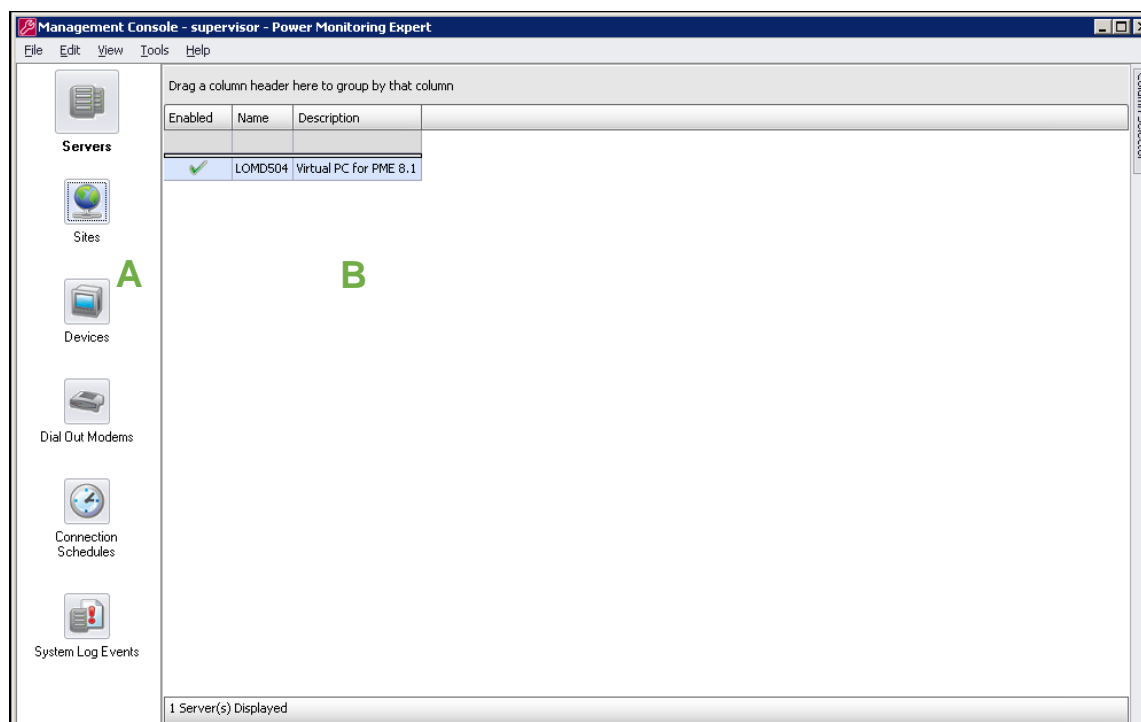 Management Console - supervisor - Power Monitoring Expert
File Edit View Tools Help
Drag a column header here to group by that column
Enabled Name Description
LOMD504 Virtual PC for PME 8.1
Servers
Sites
A
B
Devices
Dial Out Modems
Connection
Schedules
System Log Events
1 Server(s) Displayed
Column Selector